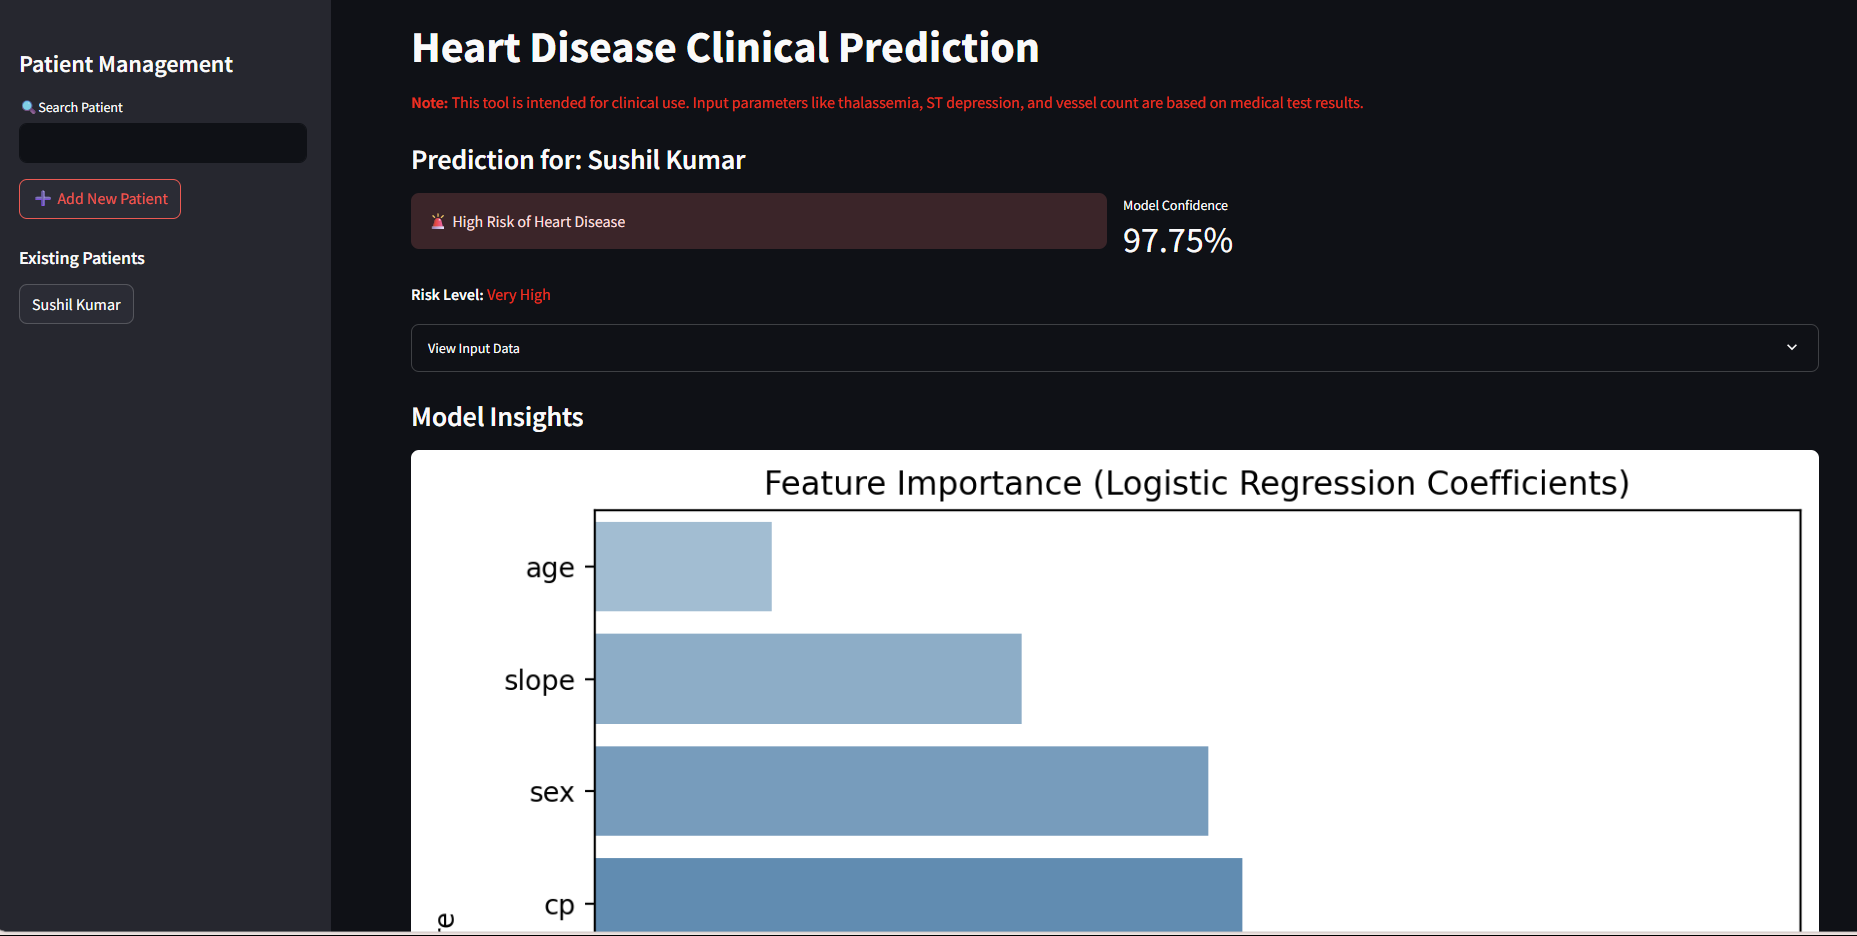 Patient Management
🔍 Search Patient
➕ Add New Patient
Existing Patients
Sushil Kumar
Heart Disease Clinical Prediction
Note: This tool is intended for clinical use. Input parameters like thalassemia, ST depression, and vessel count are based on medical test results.
Prediction for: Sushil Kumar
🚨 High Risk of Heart Disease
Model Confidence
97.75%
Risk Level: Very High
View Input Data
Model Insights
Feature Importance (Logistic Regression Coefficients)
age
slope
sex
cp